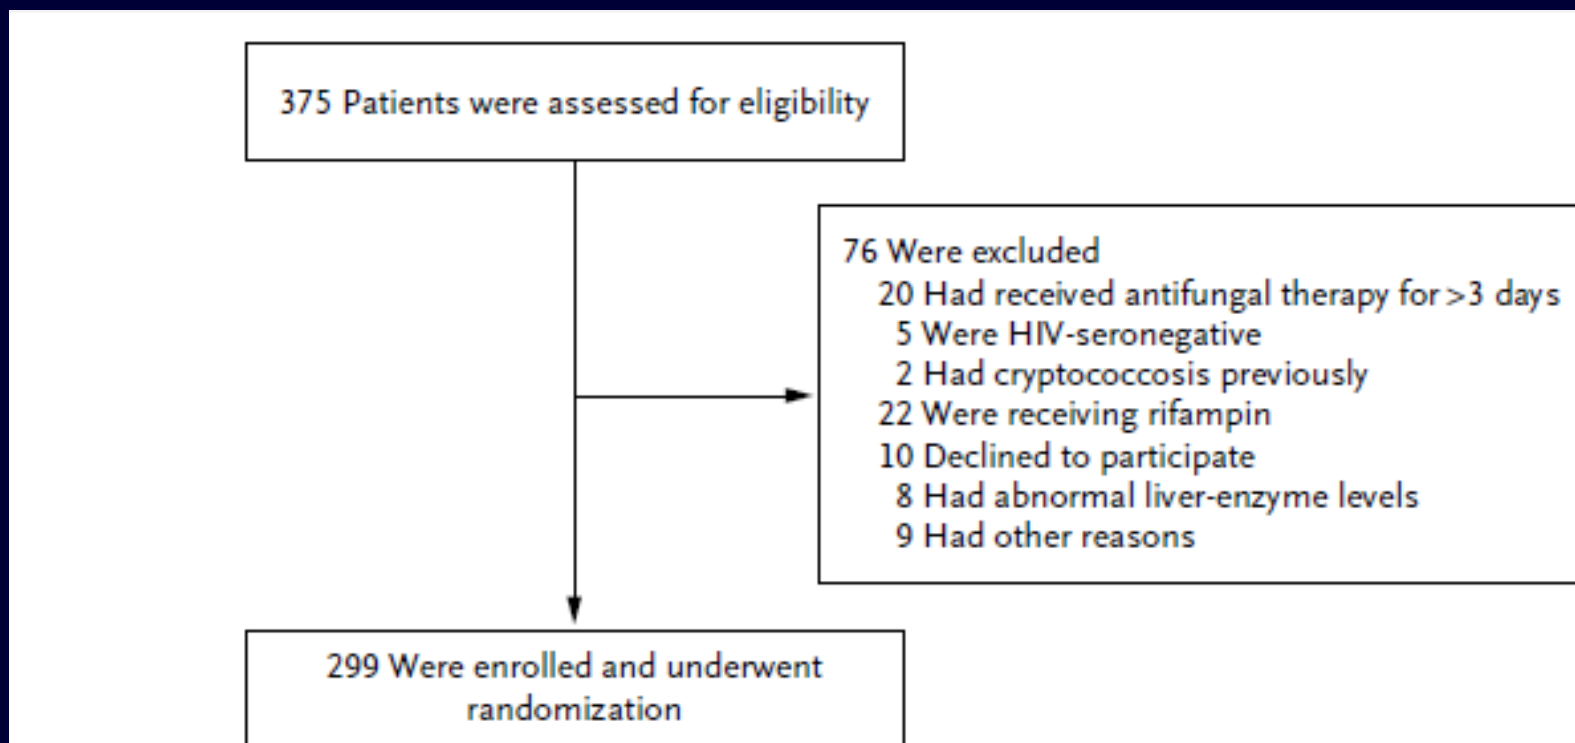 375 Patients were assessed for eligibility
76 Were excluded
20 Had received antifungal therapy for >3 days
5 Were HIV-seronegative
2 Had cryptococcosis previously
22 Were receiving rifampin
10 Declined to participate
8 Had abnormal liver-enzyme levels
9 Had other reasons
299 Were enrolled and underwent
randomization